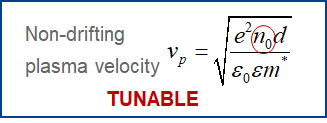 Non-drifting
plasma velocity
v_p = √(e²n₀d / ε₀εm*)
TUNABLE